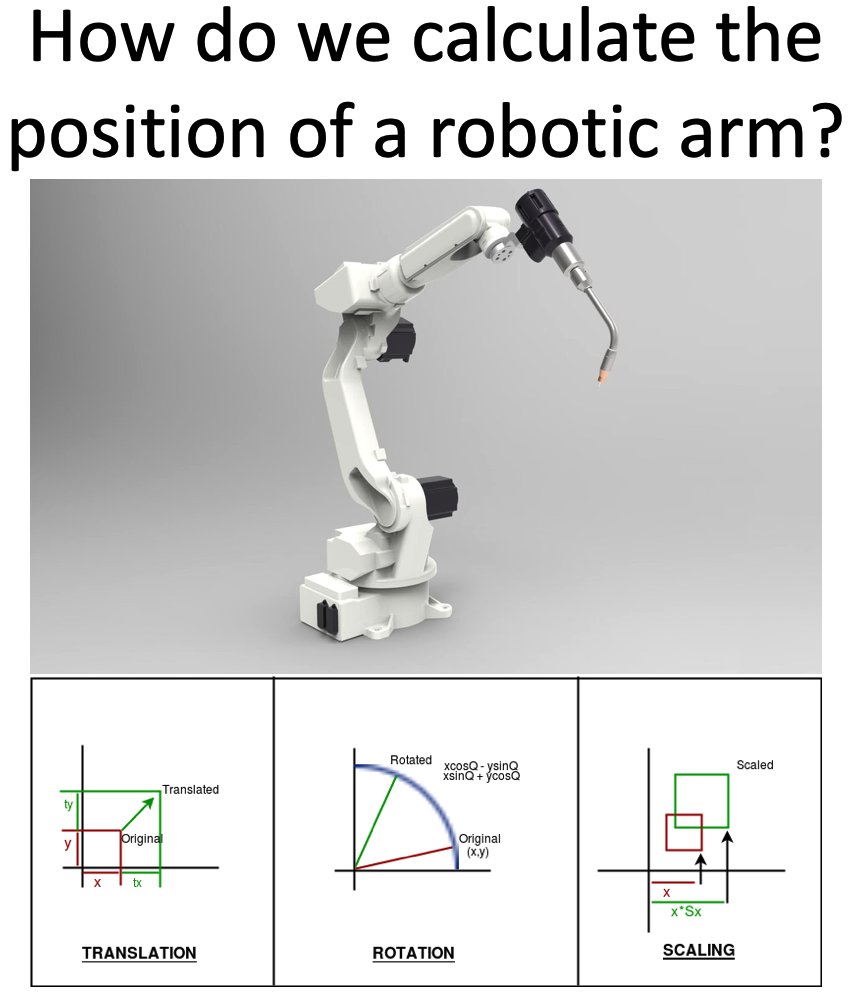 How do we calculate the
position of a robotic arm?
ty
y
x
tx
Translated
Original
TRANSLATION
Rotated
xcosQ - ysinQ
xsinQ + ycosQ
Original
(x,y)
ROTATION
Scaled
x
x*Sx
SCALING